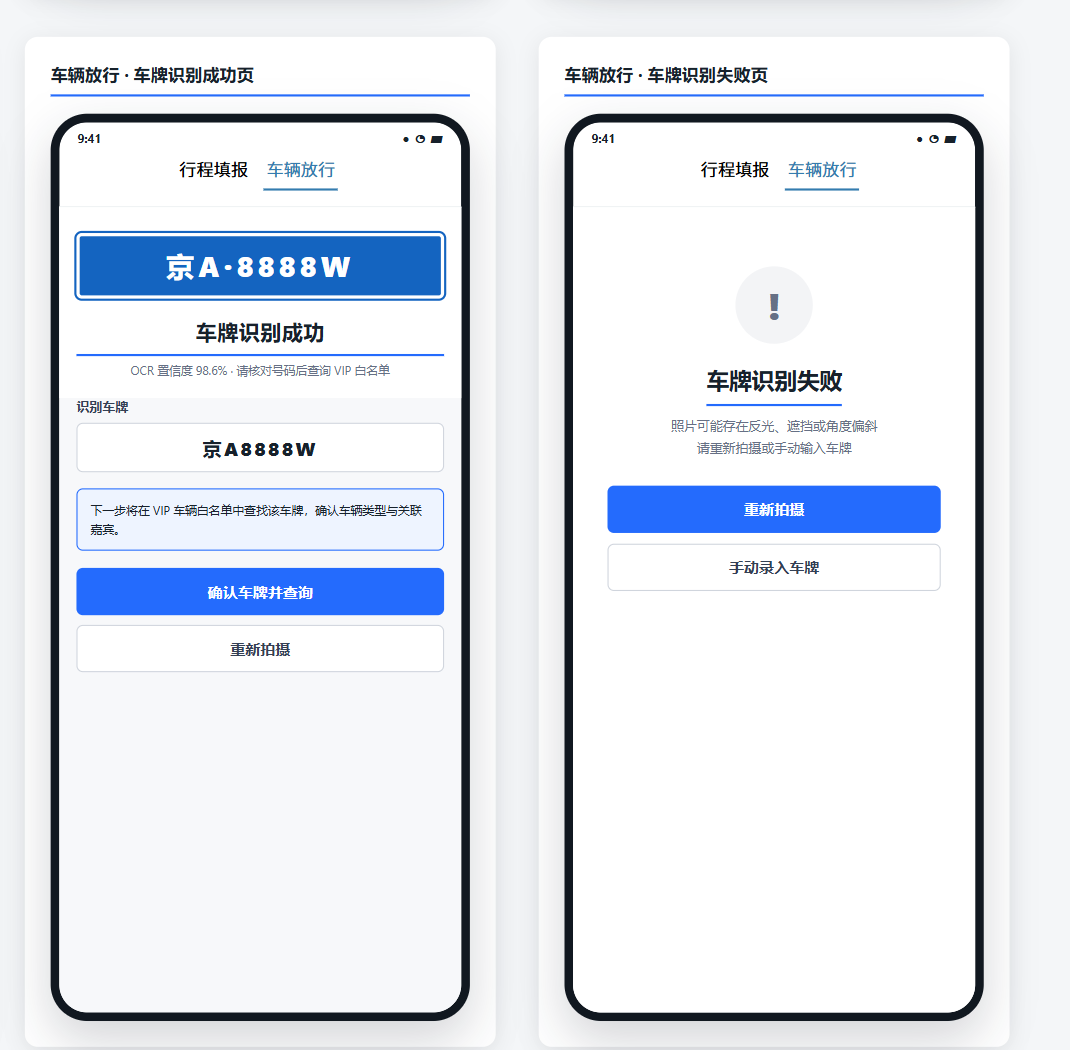 车辆放行 · 车牌识别成功页
9:41
行程填报 车辆放行
京A·8888W
车牌识别成功
OCR 置信度 98.6% · 请核对号码后查询 VIP 白名单
识别车牌
京A8888W
下一步将在 VIP 车辆白名单中查找该车牌，确认车辆类型与关联
嘉宾。
确认车牌并查询
重新拍摄
车辆放行 · 车牌识别失败页
9:41
行程填报 车辆放行
!
车牌识别失败
照片可能存在反光、遮挡或角度偏斜
请重新拍摄或手动输入车牌
重新拍摄
手动录入车牌